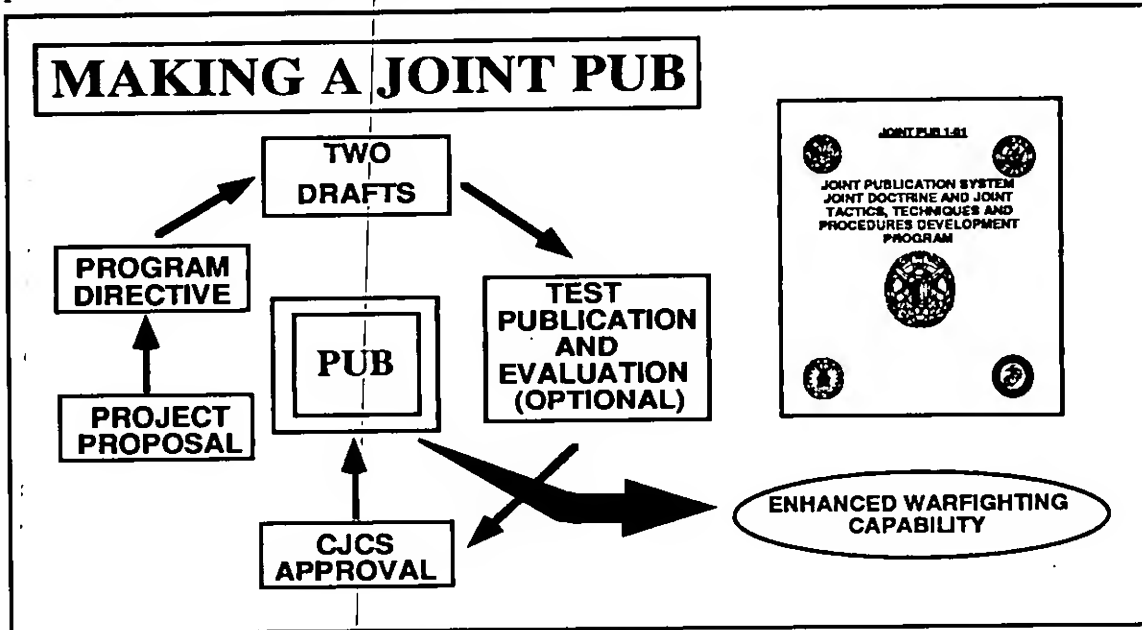 MAKING A JOINT PUB
TWO
DRAFTS
PROGRAM
DIRECTIVE
PROJECT
PROPOSAL
PUB
TEST
PUBLICATION
AND
EVALUATION
(OPTIONAL)
CJCS
APPROVAL
JOINT PUB 1-01
JOINT PUBLICATION SYSTEM
JOINT DOCTRINE AND JOINT
TACTICS, TECHNIQUES AND
PROCEDURES DEVELOPMENT
PROGRAM
ENHANCED WARFIGHTING
CAPABILITY